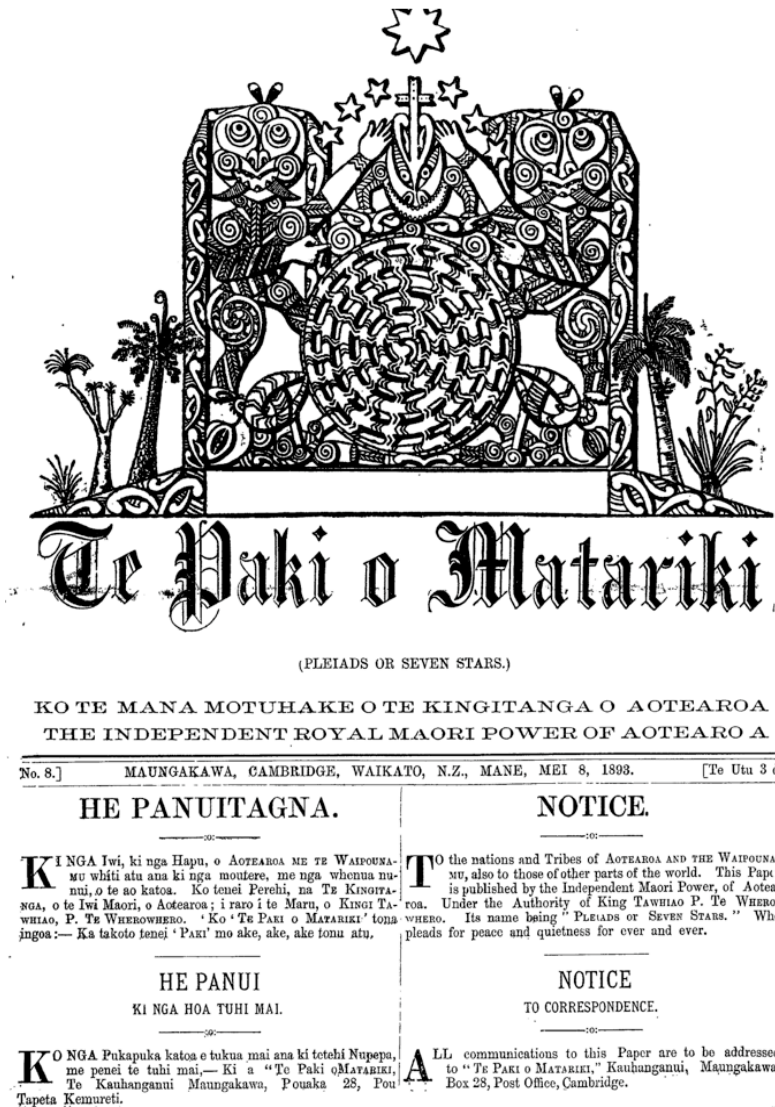 Te Paki o Matariki
(PLEIADS OR SEVEN STARS.)
KO TE MANA MOTUHAKE O TE KINGITANGA O AOTEAROA
THE INDEPENDENT ROYAL MAORI POWER OF AOTEARO A
No. 8.] MAUNGAKAWA, CAMBRIDGE, WAIKATO, N.Z., MANE, MEI 8, 1893. [Te Utu 3
HE PANUITAGNA.
KI NGA Iwi, ki nga Hapu, o AOTEAROA ME TE WAIPOUNA-
MU whiti atu ana ki nga moutere, me nga whenua nu-
nui, o te ao katoa. Ko tenei Perehi, na TE KINGITA-
NGA, o te Iwi Maori, o Aotearoa; i raro i te Maru, o KINGI TA-
WHIAO, P. TE WHEROWHERO. 'Ko 'TE PAKI O MATARIKI' tona
ingoa:— Ka takoto tenei 'PAKI' mo ake, ake, ake tonu atu.
HE PANUI
KI NGA HOA TUHI MAI.
KO NGA Pukapuka katoa e tukua mai ana ki tetehi Nupepa,
me penei te tuhi mai,— Ki a "Te Paki o MATARIKI,
Te Kauhanganui Maungakawa, Pouaka 28, Pou
Tapeta Kemureti.
NOTICE.
TO the nations and Tribes of AOTEAROA AND THE WAIPOUNA
MU, also to those of other parts of the world. This Pape
is published by the Independent Maori Power, of Aotea
roa. Under the Authority of King TAWHIAO P. TE WHERO
WHERO. Its name being "PLEIADS OR SEVEN STARS." Wh
pleads for peace and quietness for ever and ever.
NOTICE
TO CORRESPONDENCE.
ALL communications to this Paper are to be addressed
to "TE PAKI O MATARIKI," Kauhanganui, Maungakawa
Box 28, Post Office, Cambridge.